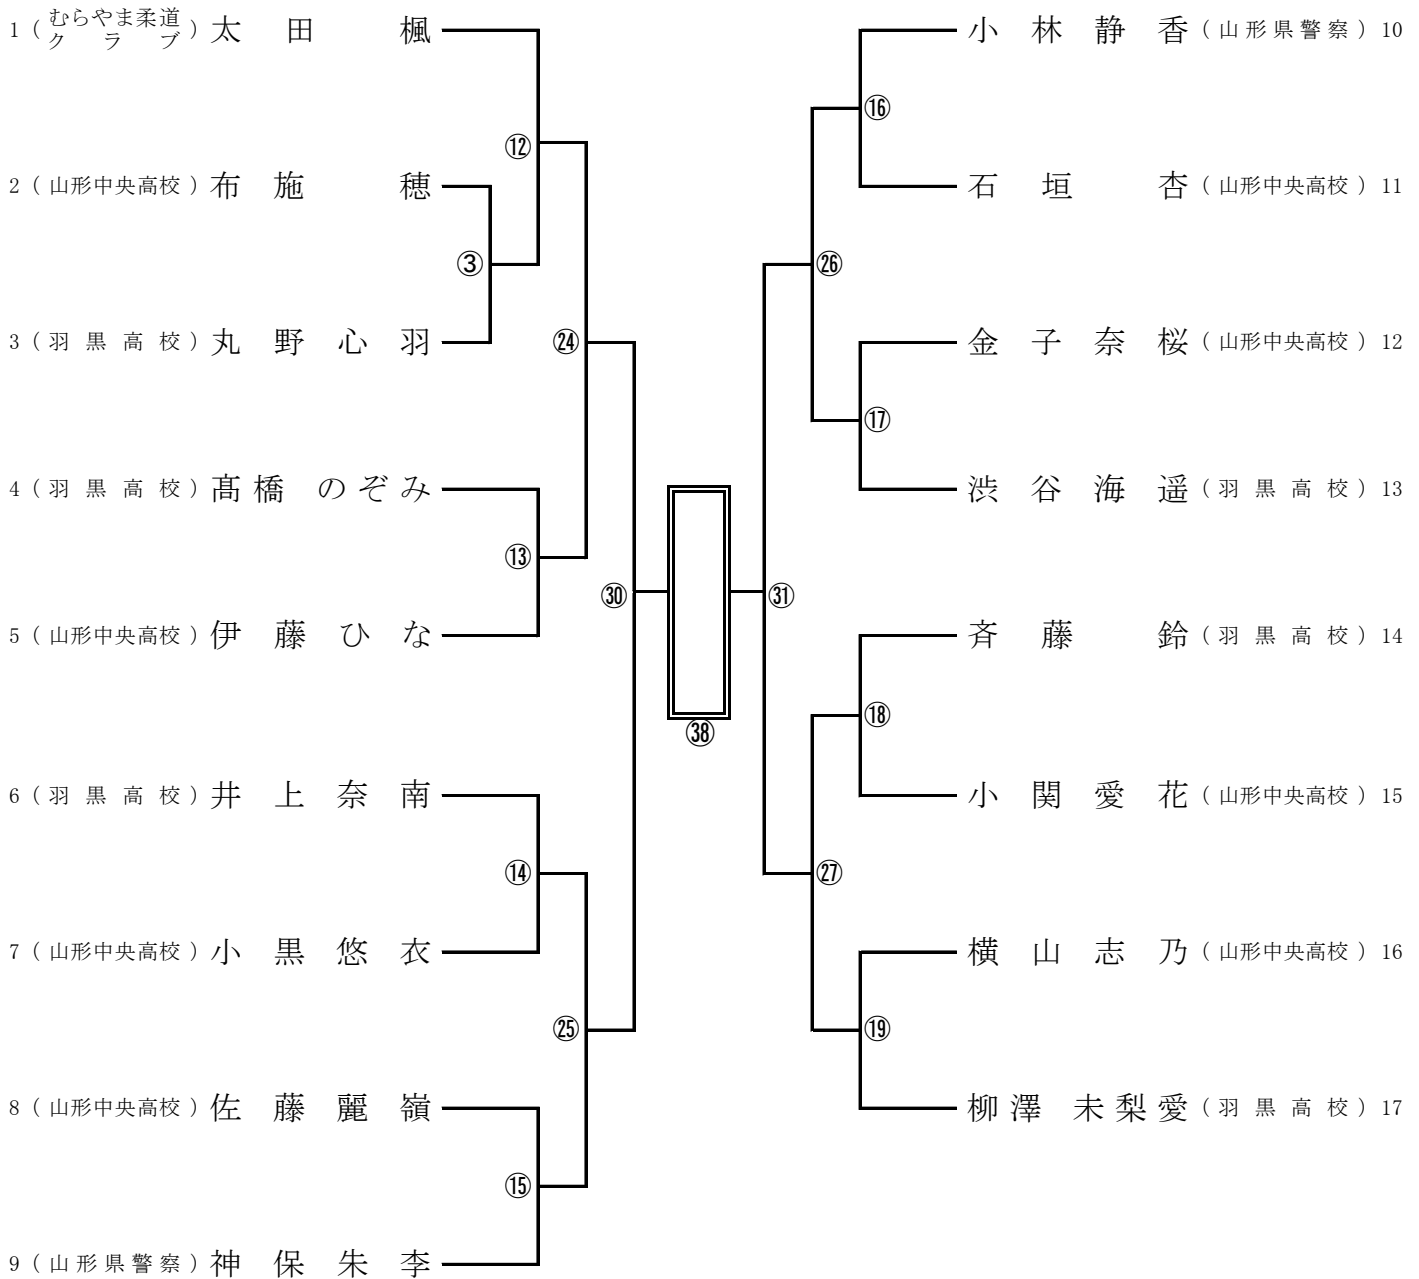 1 ( むらやま柔道クラブ ) 太田 楓
2 ( 山形中央高校 ) 布施 穂
3 ( 羽黒高校 ) 丸野心羽
4 ( 羽黒高校 ) 髙橋 のぞみ
5 ( 山形中央高校 ) 伊藤ひな
6 ( 羽黒高校 ) 井上奈南
7 ( 山形中央高校 ) 小黒悠衣
8 ( 山形中央高校 ) 佐藤麗嶺
9 ( 山形県警察 ) 神保朱李
③
⑫
⑬
⑭
⑮
㉔
㉕
㉚
㊳
㉛
㉖
㉗
⑯
⑰
⑱
⑲
小林静香 ( 山形県警察 ) 10
石垣 杏 ( 山形中央高校 ) 11
金子奈桜 ( 山形中央高校 ) 12
渋谷海遥 ( 羽黒高校 ) 13
斉藤 鈴 ( 羽黒高校 ) 14
小関愛花 ( 山形中央高校 ) 15
横山志乃 ( 山形中央高校 ) 16
柳澤 未梨愛 ( 羽黒高校 ) 17